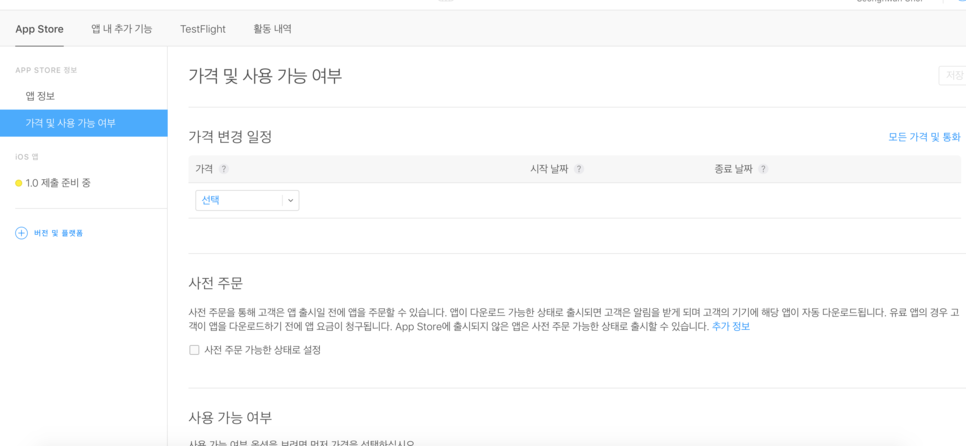 App Store 앱 내 추가 기능 TestFlight 활동 내역
APP STORE 정보
앱 정보
가격 및 사용 가능 여부
iOS 앱
1.0 제출 준비 중
버전 및 플랫폼
가격 및 사용 가능 여부
저장
가격 변경 일정
모든 가격 및 통화
가격 ? 시작 날짜 ? 종료 날짜 ?
선택
사전 주문
사전 주문을 통해 고객은 앱 출시일 전에 앱을 주문할 수 있습니다. 앱이 다운로드 가능한 상태로 출시되면 고객은 알림을 받게 되며 고객의 기기에 해당 앱이 자동 다운로드됩니다. 유료 앱의 경우 고
객이 앱을 다운로드하기 전에 앱 요금이 청구됩니다. App Store에 출시되지 않은 앱은 사전 주문 가능한 상태로 출시할 수 있습니다. 추가 정보
사전 주문 가능한 상태로 설정
사용 가능 여부
사용 가능 여부 옵션을 보려면 먼저 가격을 선택하십시오